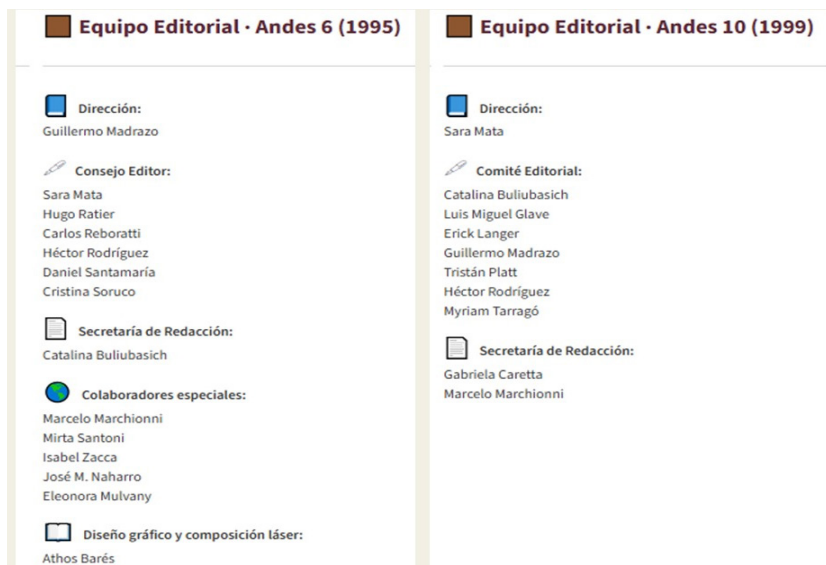 Equipo Editorial · Andes 6 (1995)
Dirección:
Guillermo Madrazo
Consejo Editor:
Sara Mata
Hugo Ratier
Carlos Reboratti
Héctor Rodríguez
Daniel Santamaría
Cristina Soruco
Secretaría de Redacción:
Catalina Buliubasich
Colaboradores especiales:
Marcelo Marchionni
Mirta Santoni
Isabel Zacca
José M. Naharro
Eleonora Mulvany
Diseño gráfico y composición láser:
Athos Barés
Equipo Editorial · Andes 10 (1999)
Dirección:
Sara Mata
Comité Editorial:
Catalina Buliubasich
Luis Miguel Glave
Erick Langer
Guillermo Madrazo
Tristán Platt
Héctor Rodríguez
Myriam Tarragó
Secretaría de Redacción:
Gabriela Caretta
Marcelo Marchionni